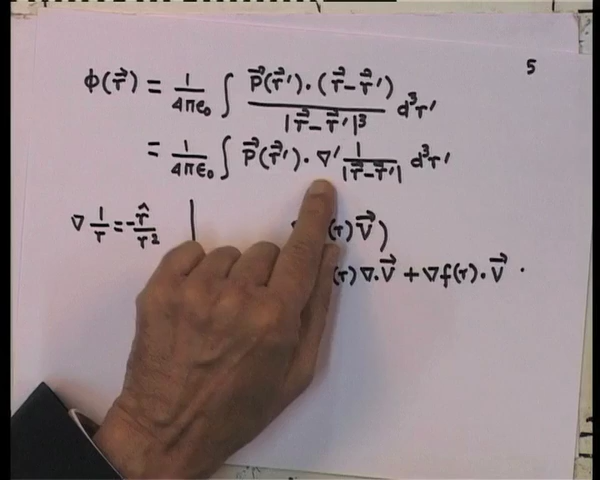 5
φ(r⃗) = 1/4πϵ₀ ∫ P⃗(r⃗′)·(r⃗−r⃗′)/|r⃗−r⃗′|³ d³r′
= 1/4πϵ₀ ∫ P⃗(r⃗′)·∇′ 1/|r⃗−r⃗′| d³r′
∇ 1/r = −r̂/r² | (r)V⃗)
(r)∇·V⃗ + ∇f(r)·V⃗ ·